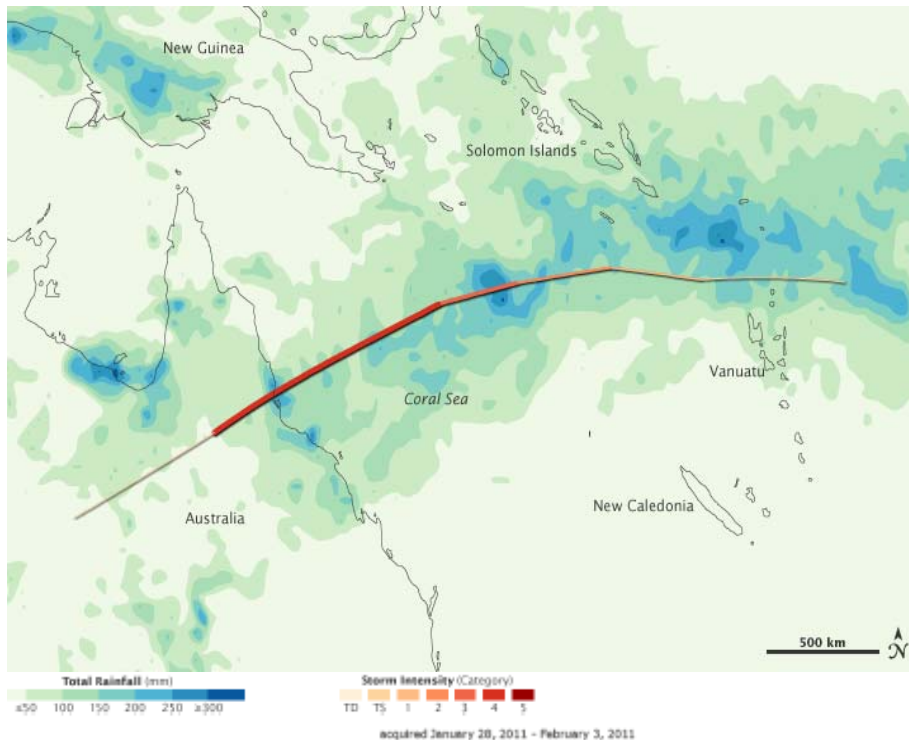 New Guinea
Solomon Islands
Coral Sea
Vanuatu
New Caledonia
Australia
500 km
N
Total Rainfall (mm)
≤50 100 150 200 250 ≥300
Storm Intensity (Category)
TD TS 1 2 3 4 5
acquired January 28, 2011 - February 3, 2011